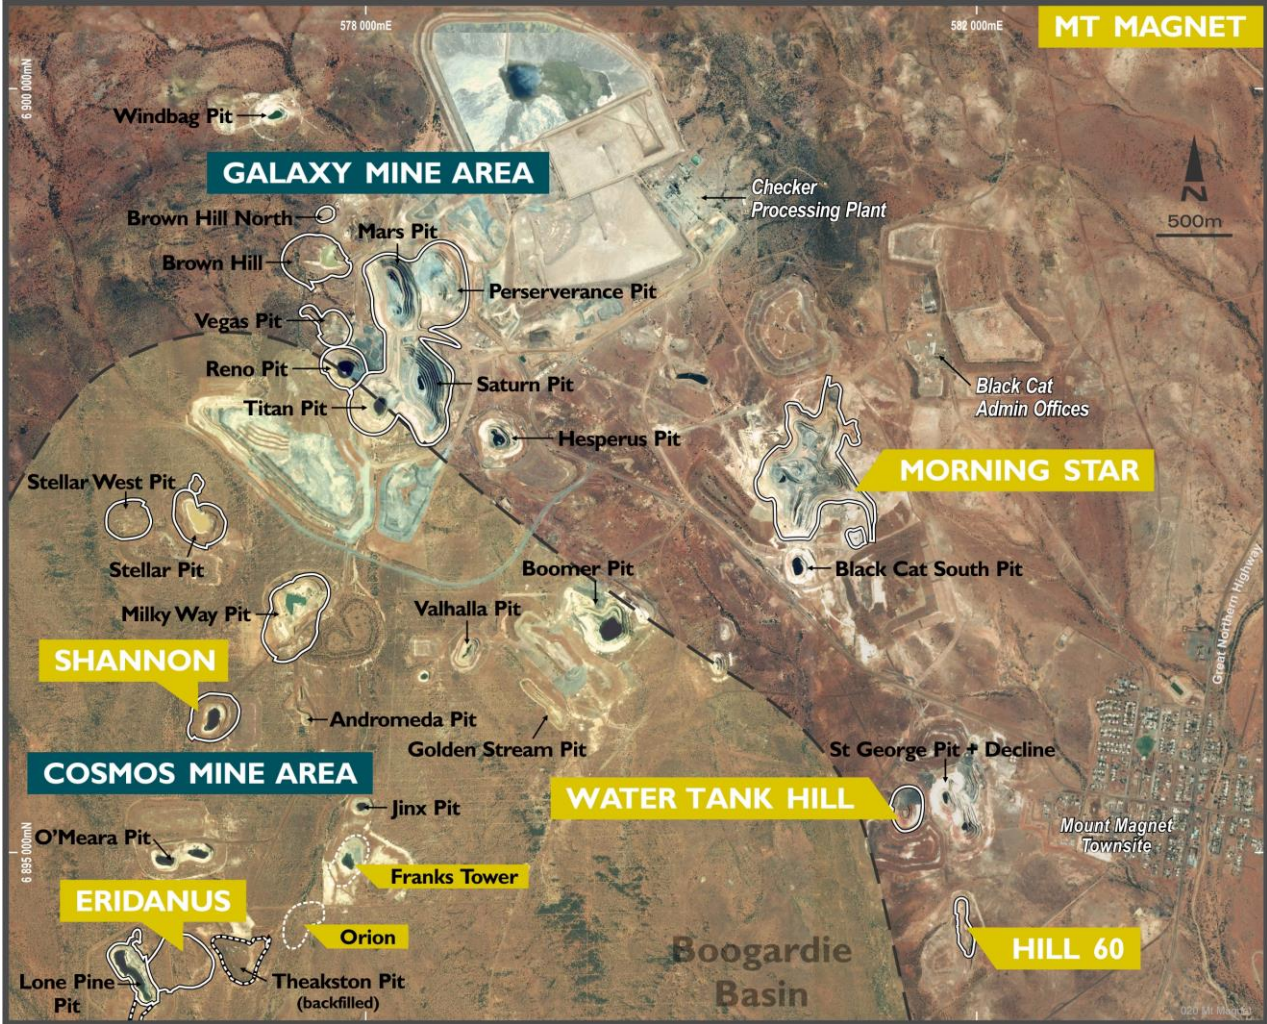 578 000mE
582 000mE
MT MAGNET
6 900 000mN
Windbag Pit
GALAXY MINE AREA
Checker
Processing Plant
N
500m
Brown Hill North
Mars Pit
Brown Hill
Perserverance Pit
Vegas Pit
Reno Pit
Saturn Pit
Black Cat
Admin Offices
Titan Pit
Hesperus Pit
MORNING STAR
Stellar West Pit
Stellar Pit
Boomer Pit
Black Cat South Pit
Great Northern Highway
Milky Way Pit
Valhalla Pit
SHANNON
Andromeda Pit
Golden Stream Pit
St George Pit + Decline
COSMOS MINE AREA
WATER TANK HILL
Jinx Pit
O'Meara Pit
6 895 000mN
Mount Magnet
Townsite
Franks Tower
ERIDANUS
Orion
HILL 60
Boogardie
Basin
Lone Pine
Pit
Theakston Pit
(backfilled)